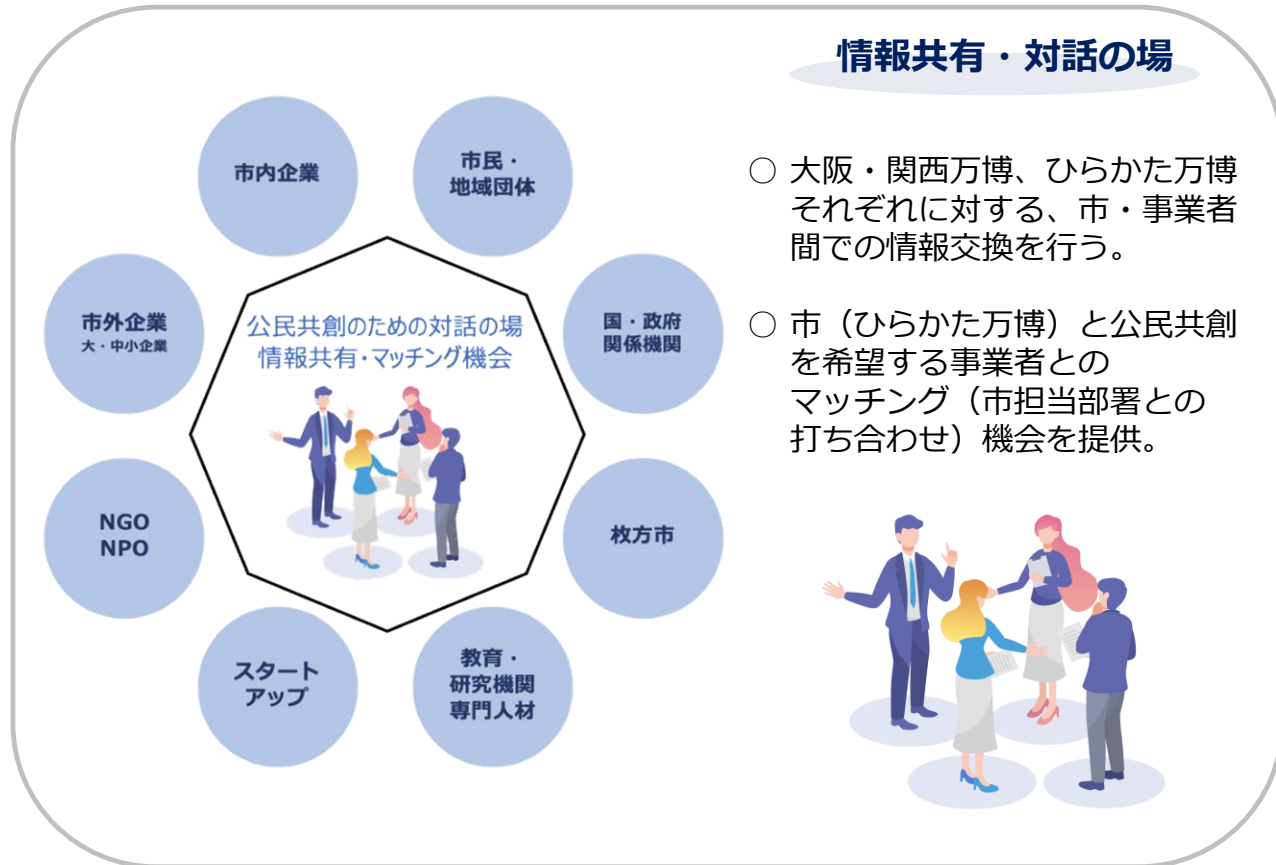 情報共有・対話の場
市内企業
市民・
地域団体
市外企業
大・中小企業
国・政府
関係機関
公民共創のための対話の場
情報共有・マッチング機会
NGO
NPO
枚方市
スタート
アップ
教育・
研究機関
専門人材
○ 大阪・関西万博、ひらかた万博
それぞれに対する、市・事業者
間での情報交換を行う。
○ 市（ひらかた万博）と公民共創
を希望する事業者との
マッチング（市担当部署との
打ち合わせ）機会を提供。